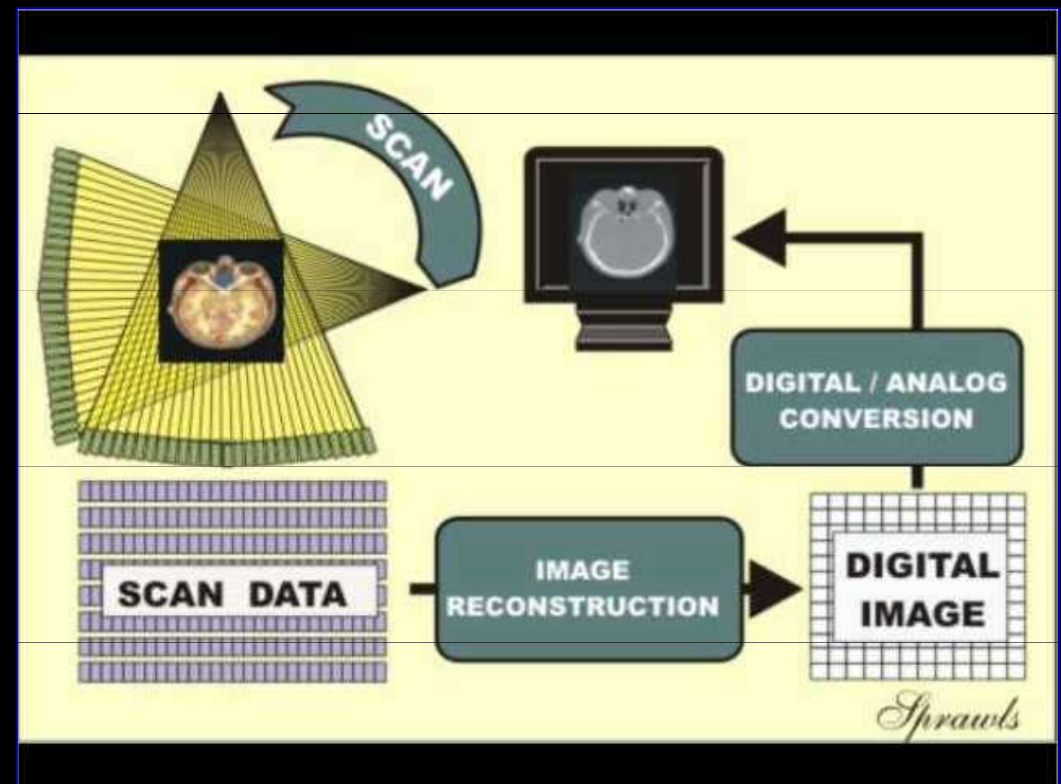 SCAN
DIGITAL / ANALOG
CONVERSION
SCAN DATA
IMAGE
RECONSTRUCTION
DIGITAL
IMAGE
Sprawls